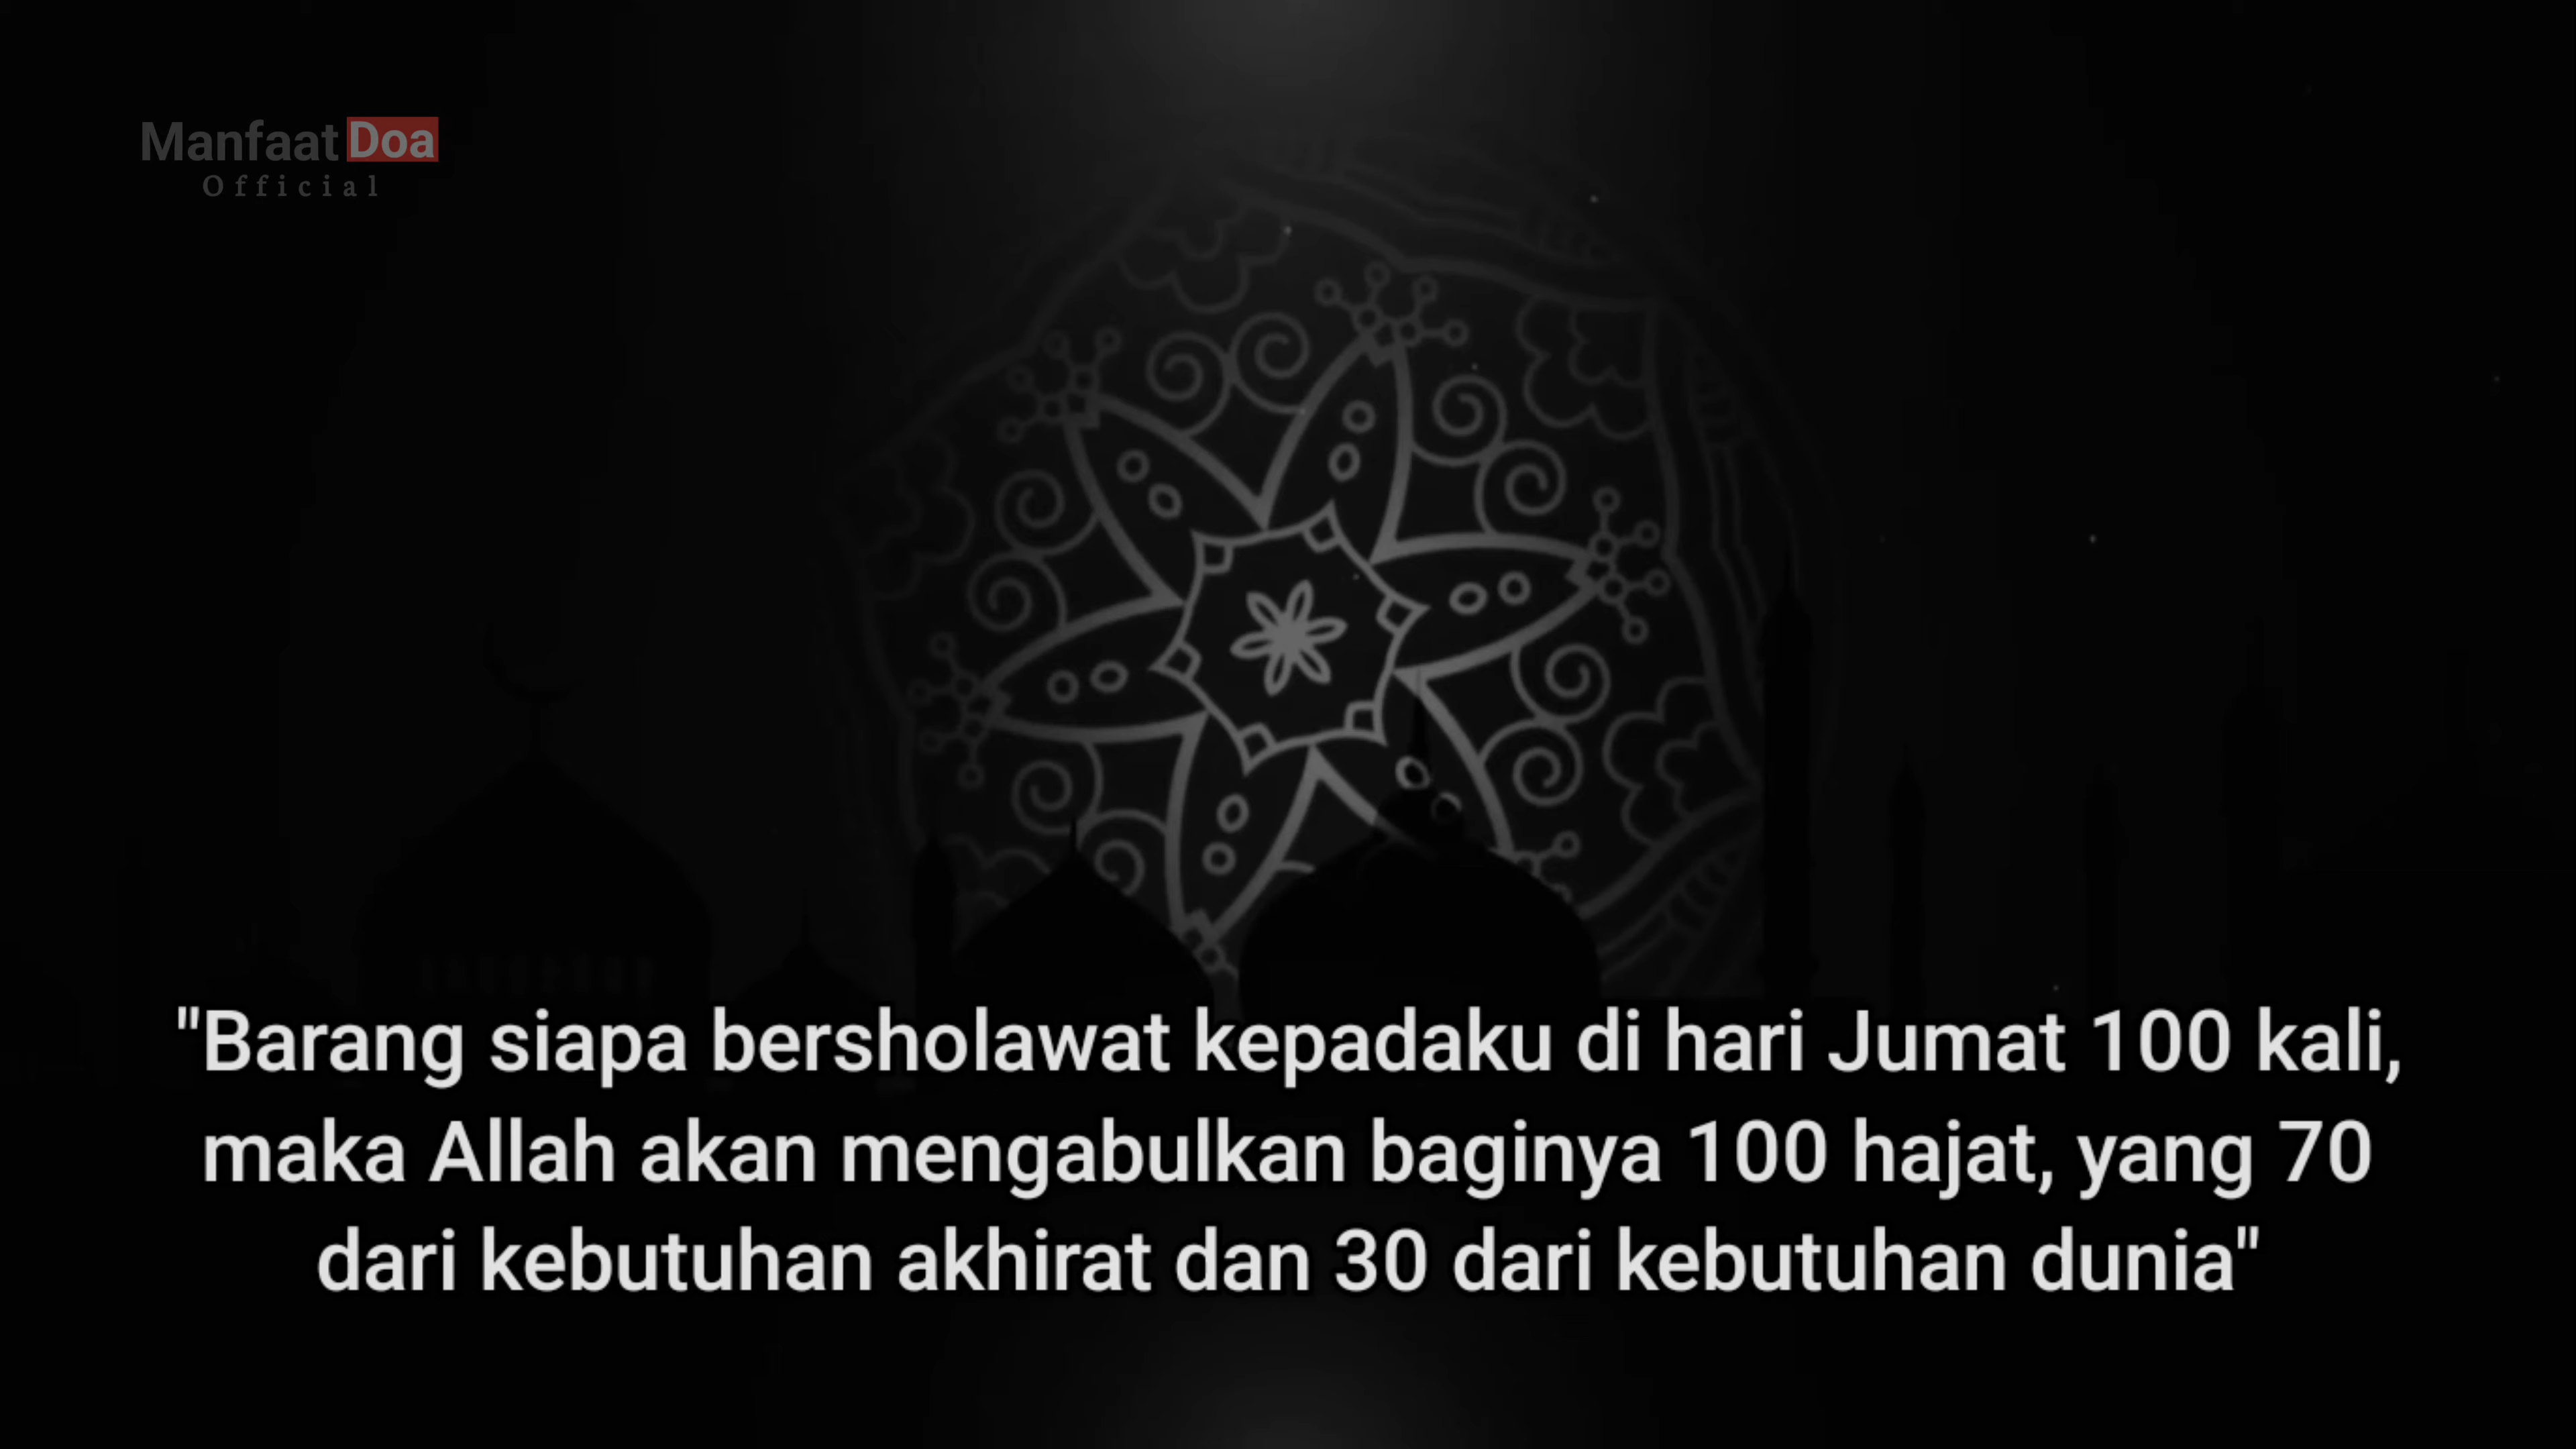 Manfaat Doa
Official
"Barang siapa bersholawat kepadaku di hari Jumat 100 kali,
maka Allah akan mengabulkan baginya 100 hajat, yang 70
dari kebutuhan akhirat dan 30 dari kebutuhan dunia"